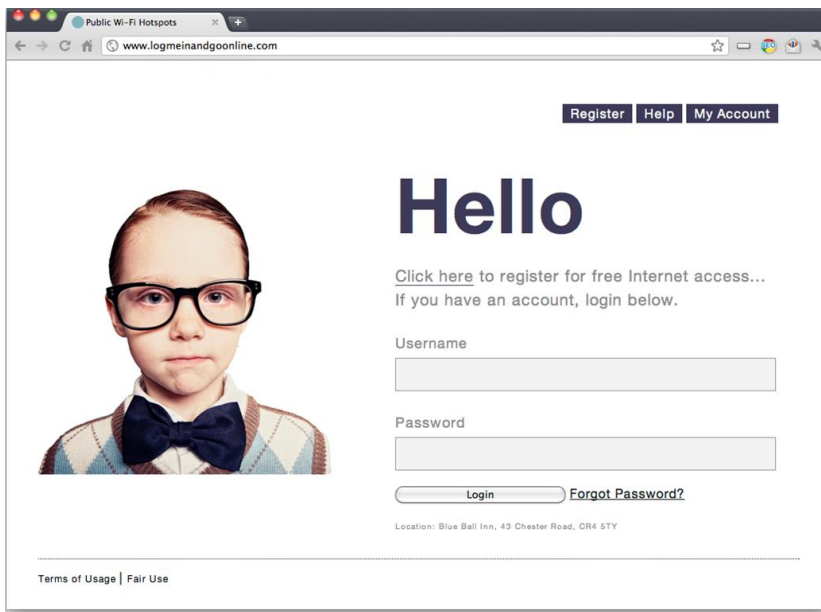 Public Wi-Fi Hotspots
www.logmeinandgoonline.com
Register Help My Account
Hello
Click here to register for free Internet access...
If you have an account, login below.
Username
Password
Login Forgot Password?
Location: Blue Ball Inn, 43 Chester Road, CR4 5TY
Terms of Usage | Fair Use